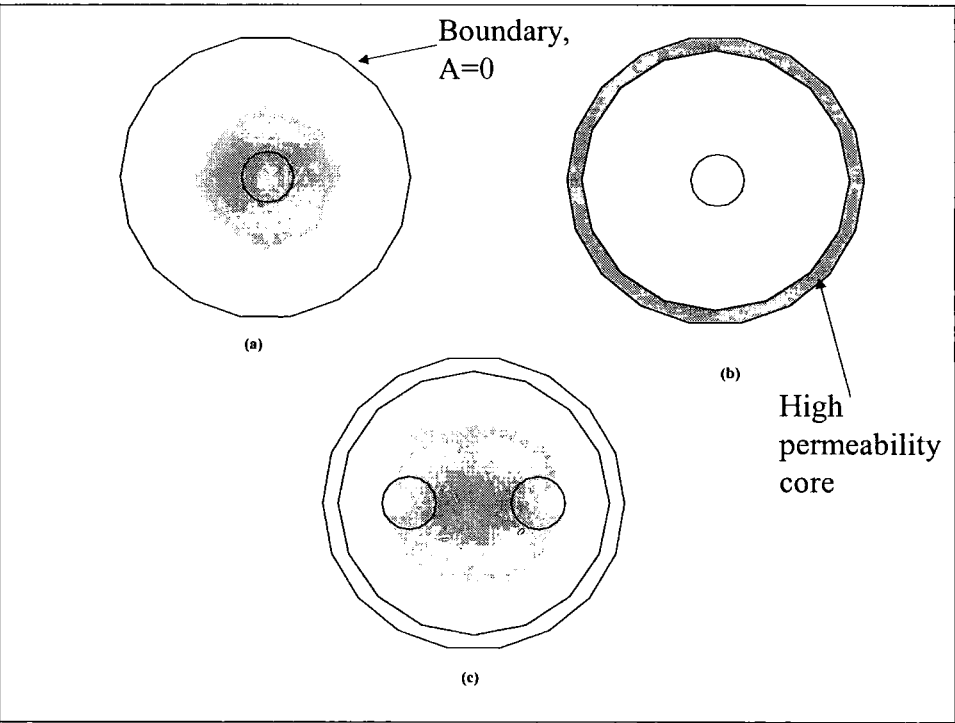 Boundary,
A=0
(a)
(b)
High
permeability
core
(c)